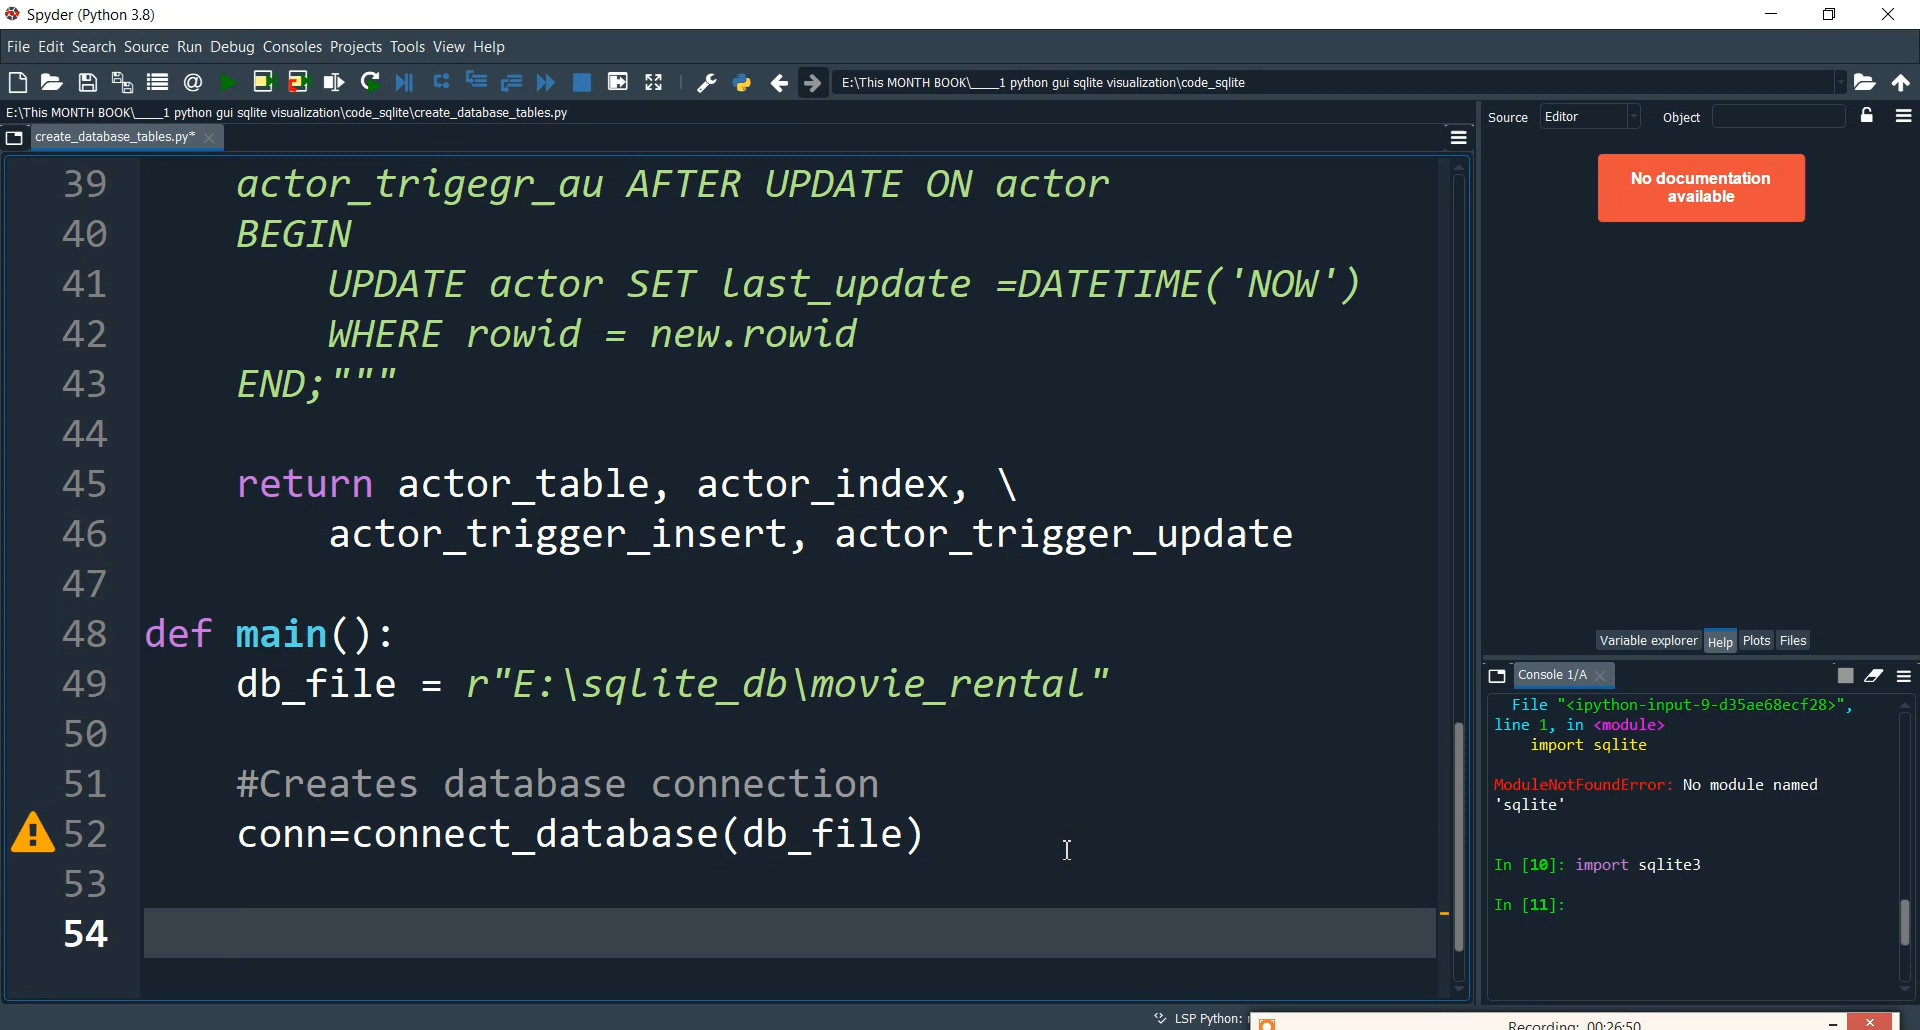 Spyder (Python 3.8)
File Edit Search Source Run Debug Consoles Projects Tools View Help
E:\This MONTH BOOK\____1 python gui sqlite visualization\code_sqlite
E:\This MONTH BOOK\____1 python gui sqlite visualization\code_sqlite\create_database_tables.py
create_database_tables.py*
39 actor_trigegr_au AFTER UPDATE ON actor
40 BEGIN
41 UPDATE actor SET last_update =DATETIME('NOW')
42 WHERE rowid = new.rowid
43 END;"""
44
45 return actor_table, actor_index, \
46 actor_trigger_insert, actor_trigger_update
47
48 def main():
49 db_file = r"E:\sqlite_db\movie_rental"
50
51 #Creates database connection
52 conn=connect_database(db_file)
53
54
Source Editor Object
No documentation
available
Variable explorer Help Plots Files
Console 1/A
File "<ipython-input-9-d35ae68ecf28>",
line 1, in <module>
import sqlite
ModuleNotFoundError: No module named
'sqlite'
In [10]: import sqlite3
In [11]:
LSP Python:
Recording: 00:26:50